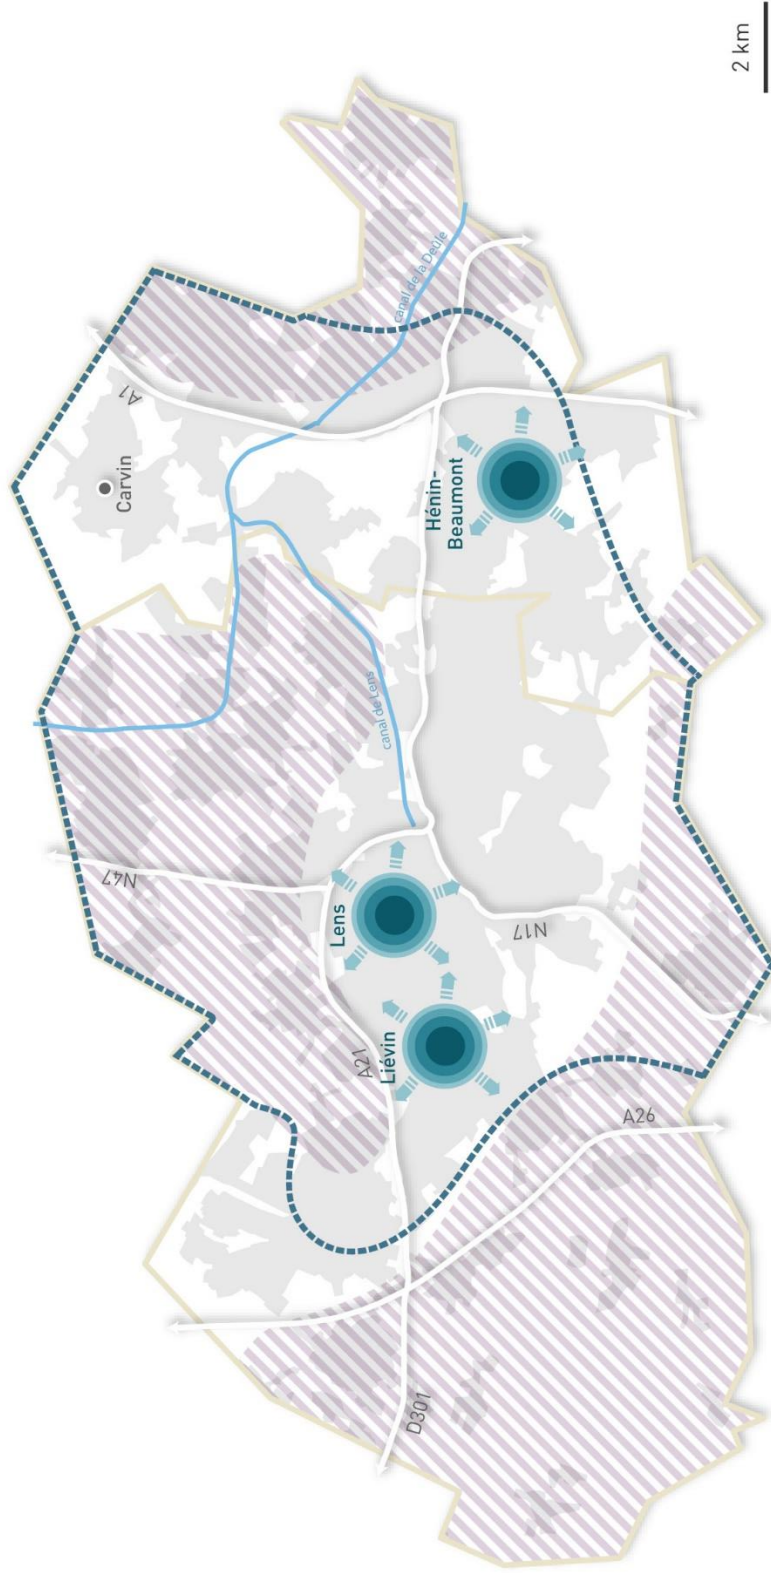 2 km
Carvin
A1
canal de la Deûle
Hénin-
Beaumont
canal de Lens
N47
Lens
N17
A21
Liévin
A26
D301